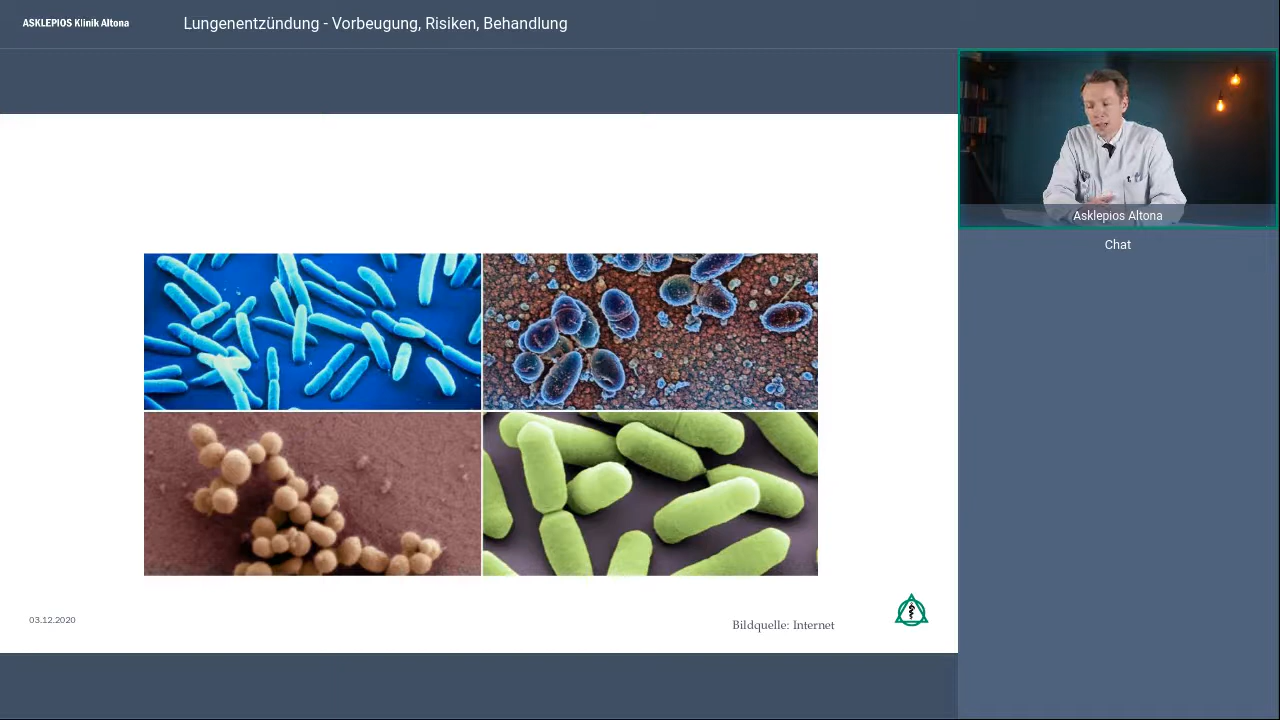 ASKLEPIOS Klinik Altona
Lungenentzündung - Vorbeugung, Risiken, Behandlung
Asklepios Altona
Chat
03.12.2020
Bildquelle: Internet